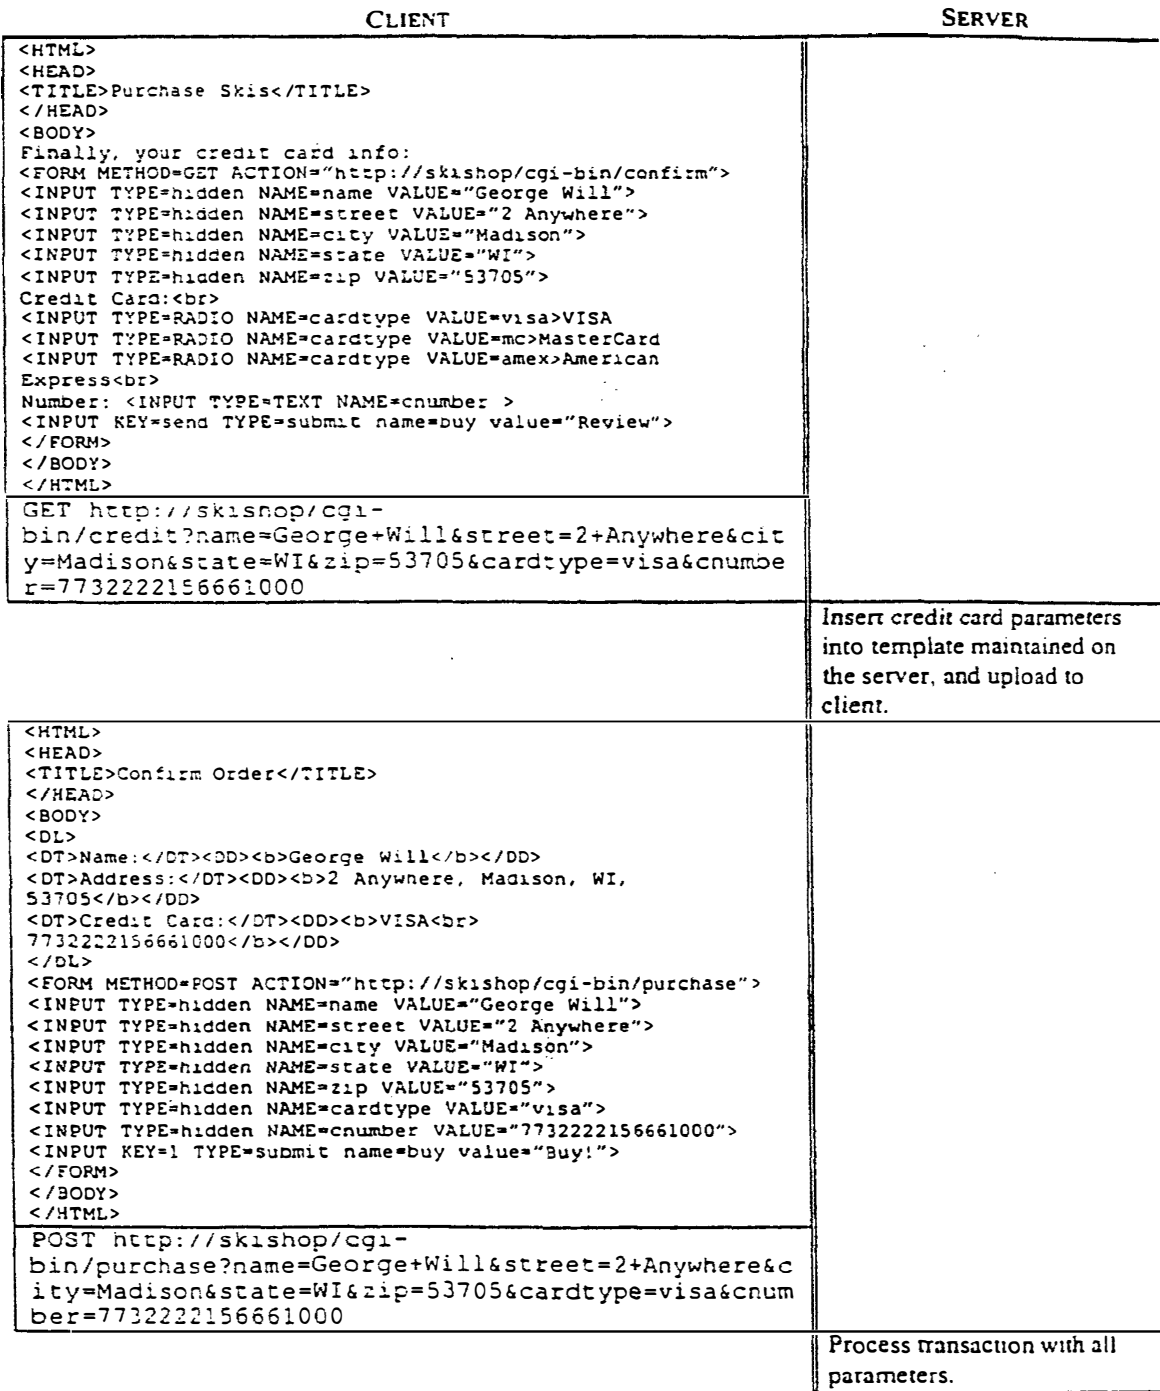 CLIENT SERVER
<HTML>
<HEAD>
<TITLE>Purchase Skis</TITLE>
</HEAD>
<BODY>
Finally, your credit card info:
<FORM METHOD=GET ACTION="http://skishop/cgi-bin/confirm">
<INPUT TYPE=hidden NAME=name VALUE="George Will">
<INPUT TYPE=hidden NAME=street VALUE="2 Anywhere">
<INPUT TYPE=hidden NAME=city VALUE="Madison">
<INPUT TYPE=hidden NAME=state VALUE="WI">
<INPUT TYPE=hidden NAME=zip VALUE="53705">
Credit Card:<br>
<INPUT TYPE=RADIO NAME=cardtype VALUE=visa>VISA
<INPUT TYPE=RADIO NAME=cardtype VALUE=mc>MasterCard
<INPUT TYPE=RADIO NAME=cardtype VALUE=amex>American
Express<br>
Number: <INPUT TYPE=TEXT NAME=cnumber >
<INPUT KEY=send TYPE=submit name=buy value="Review">
</FORM>
</BODY>
</HTML>
GET http://skishop/cgi-
bin/credit?name=George+Will&street=2+Anywhere&cit
y=Madison&state=WI&zip=53705&cardtype=visa&cnumbe
r=7732222156661000
Insert credit card parameters
into template maintained on
the server, and upload to
client.
<HTML>
<HEAD>
<TITLE>Confirm Order</TITLE>
</HEAD>
<BODY>
<DL>
<DT>Name:</DT><DD><b>George Will</b></DD>
<DT>Address:</DT><DD><b>2 Anywhere, Madison, WI,
53705</b></DD>
<DT>Credit Card:</DT><DD><b>VISA<br>
7732222156661000</b></DD>
</DL>
<FORM METHOD=POST ACTION="http://skishop/cgi-bin/purchase">
<INPUT TYPE=hidden NAME=name VALUE="George Will">
<INPUT TYPE=hidden NAME=street VALUE="2 Anywhere">
<INPUT TYPE=hidden NAME=city VALUE="Madison">
<INPUT TYPE=hidden NAME=state VALUE="WI">
<INPUT TYPE=hidden NAME=zip VALUE="53705">
<INPUT TYPE=hidden NAME=cardtype VALUE="visa">
<INPUT TYPE=hidden NAME=cnumber VALUE="7732222156661000">
<INPUT KEY=1 TYPE=submit name=buy value="Buy!">
</FORM>
</BODY>
</HTML>
POST http://skishop/cgi-
bin/purchase?name=George+Will&street=2+Anywhere&c
ity=Madison&state=WI&zip=53705&cardtype=visa&cnum
ber=7732222156661000
Process transaction with all
parameters.